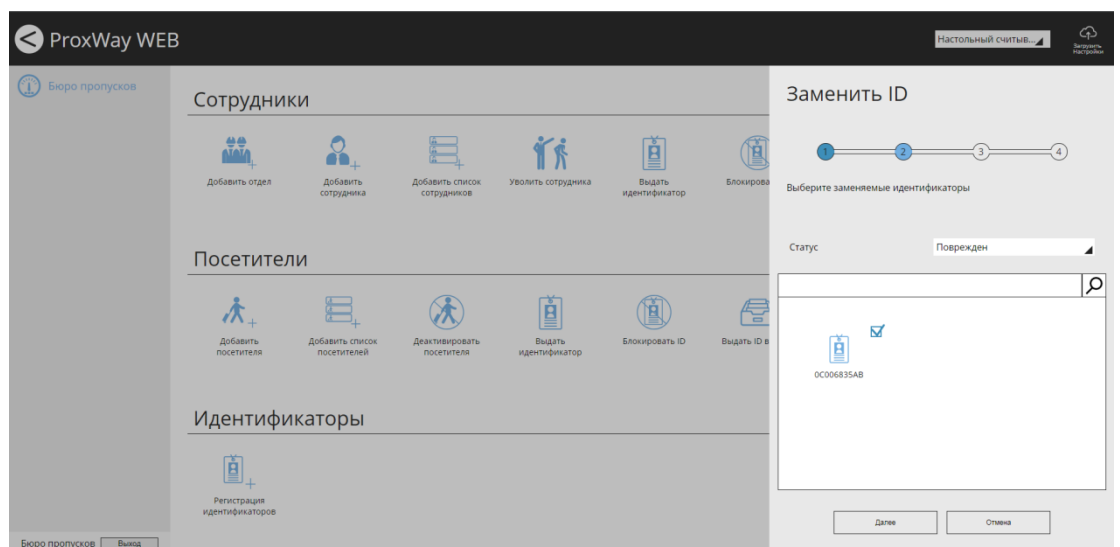 ProxWay WEB
Настольный считыв...
Загрузить
Настройки
Бюро пропусков
Сотрудники
Добавить отдел
Добавить
сотрудника
Добавить список
сотрудников
Уволить сотрудника
Выдать
идентификатор
Блокирова
Посетители
Добавить
посетителя
Добавить список
посетителей
Деактивировать
посетителя
Выдать
идентификатор
Блокировать ID
Выдать ID в
Идентификаторы
Регистрация
идентификаторов
Бюро пропусков
Выход
Заменить ID
1 2 3 4
Выберите заменяемые идентификаторы
Статус
Поврежден
0C006835AB
Далее
Отмена